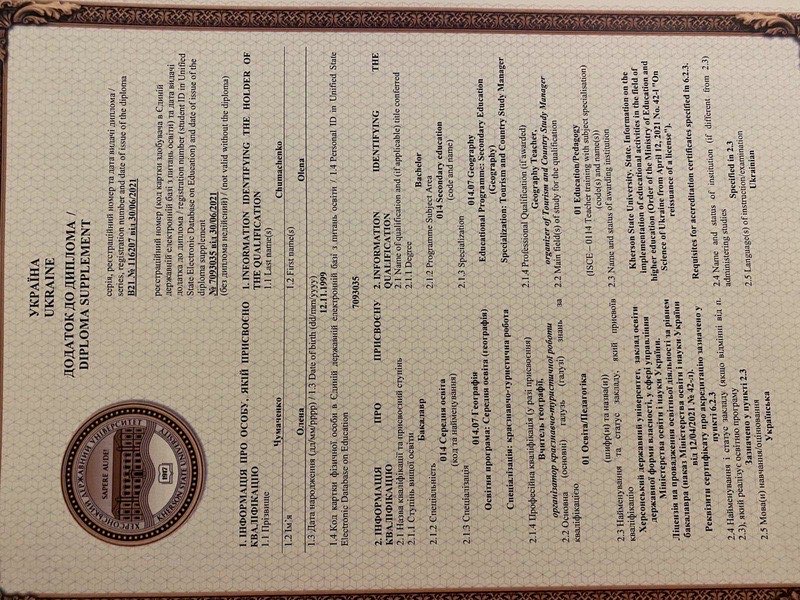 УКРАЇНА
UKRAINE
ДОДАТОК ДО ДИПЛОМА /
DIPLOMA SUPPLEMENT
ХЕРСОНСЬКИЙ ДЕРЖАВНИЙ УНІВЕРСИТЕТ
KHERSON STATE UNIVERSITY
SAPERE AUDE!
1917
серія, реєстраційний номер та дата видачі диплома /
series, registration number and date of issue of the diploma
B21 № 116207 від 30/06/2021
реєстраційний номер (код картки здобувача в Єдиній
державній електронній базі з питань освіти) та дата видачі
додатка до диплома / registration number (student ID in Unified
State Electronic Database on Education) and date of issue of the
diploma supplement
№ 7093035 від 30/06/2021
(без диплома недійсний) / (not valid without the diploma)
1. ІНФОРМАЦІЯ ПРО ОСОБУ, ЯКІЙ ПРИСВОЄНО
КВАЛІФІКАЦІЮ
1.1 Прізвище
Чумаченко
1.2 Ім'я
Олена
1. INFORMATION IDENTIFYING THE HOLDER OF
THE QUALIFICATION
1.1 Last name(s)
Chumachenko
1.2 First name(s)
Olena
1.3 Дата народження (дд/мм/рррр) / 1.3 Date of birth (dd/mm/yyyy)
12.11.1999
1.4 Код картки фізичної особи в Єдиній державній електронній базі з питань освіти / 1.4 Personal ID in Unified State
Electronic Database on Education
7093035
2. ІНФОРМАЦІЯ ПРО ПРИСВОЄНУ
КВАЛІФІКАЦІЮ
2.1 Назва кваліфікації та присвоєний ступінь
2.1.1 Ступінь вищої освіти
Бакалавр
2.1.2 Спеціальність
014 Середня освіта
(код та найменування)
2.1.3 Спеціалізація
014.07 Географія
Освітня програма: Середня освіта (географія)
Спеціалізація: краєзнавчо-туристична робота
2.1.4 Професійна кваліфікація (у разі присвоєння)
Вчитель географії,
організатор краєзнавчо-туристичної роботи
2.2 Основна (основні) галузь (галузі) знань за
кваліфікацією
01 Освіта/Педагогіка
(шифр(и) та назва(и))
2.3 Найменування та статус закладу, який присвоїв
кваліфікацію
Херсонський державний університет, заклад освіти
державної форми власності, у сфері управління
Міністерства освіти і науки України.
Ліцензія на провадження освітньої діяльності за рівнем
бакалавра (наказ Міністерства освіти і науки України
від 12/04/2021 № 42-л).
Реквізити сертифікату про акредитацію зазначено у
пункті 6.2.3
2.4 Найменування і статус закладу (якщо відмінні від п.
2.3), який реалізує освітню програму
Зазначено у пункті 2.3
2.5 Мова(и) навчання/оцінювання
Українська
2. INFORMATION IDENTIFYING THE
QUALIFICATION
2.1 Name of qualification and (if applicable) title conferred
2.1.1 Degree
Bachelor
2.1.2 Programme Subject Area
014 Secondary education
(code and name)
2.1.3 Specialization
014.07 Geography
Educational Programme: Secondary Education
(Geography)
Specialization: Tourism and Country Study Manager
2.1.4 Professional Qualification (if awarded)
Geography Teacher,
organizer of Tourism and Country Study Manager
2.2 Main field(s) of study for the qualification
01 Education/Pedagogy
(ISCE – 0114 Teacher training with subject specialisation)
(code(s) and name(s))
2.3 Name and status of awarding institution
Kherson State University. State. Information on the
implementation of educational activities in the field of
higher education (Order of the Ministry of Education and
Science of Ukraine from April 12, 2021 No. 42-l "On
reissuance of a license").
Requisites for accreditation certificates specified in 6.2.3.
2.4 Name and status of institution (if different from 2.3)
administering studies
Specified in 2.3
2.5 Language(s) of instruction/examination
Ukrainian